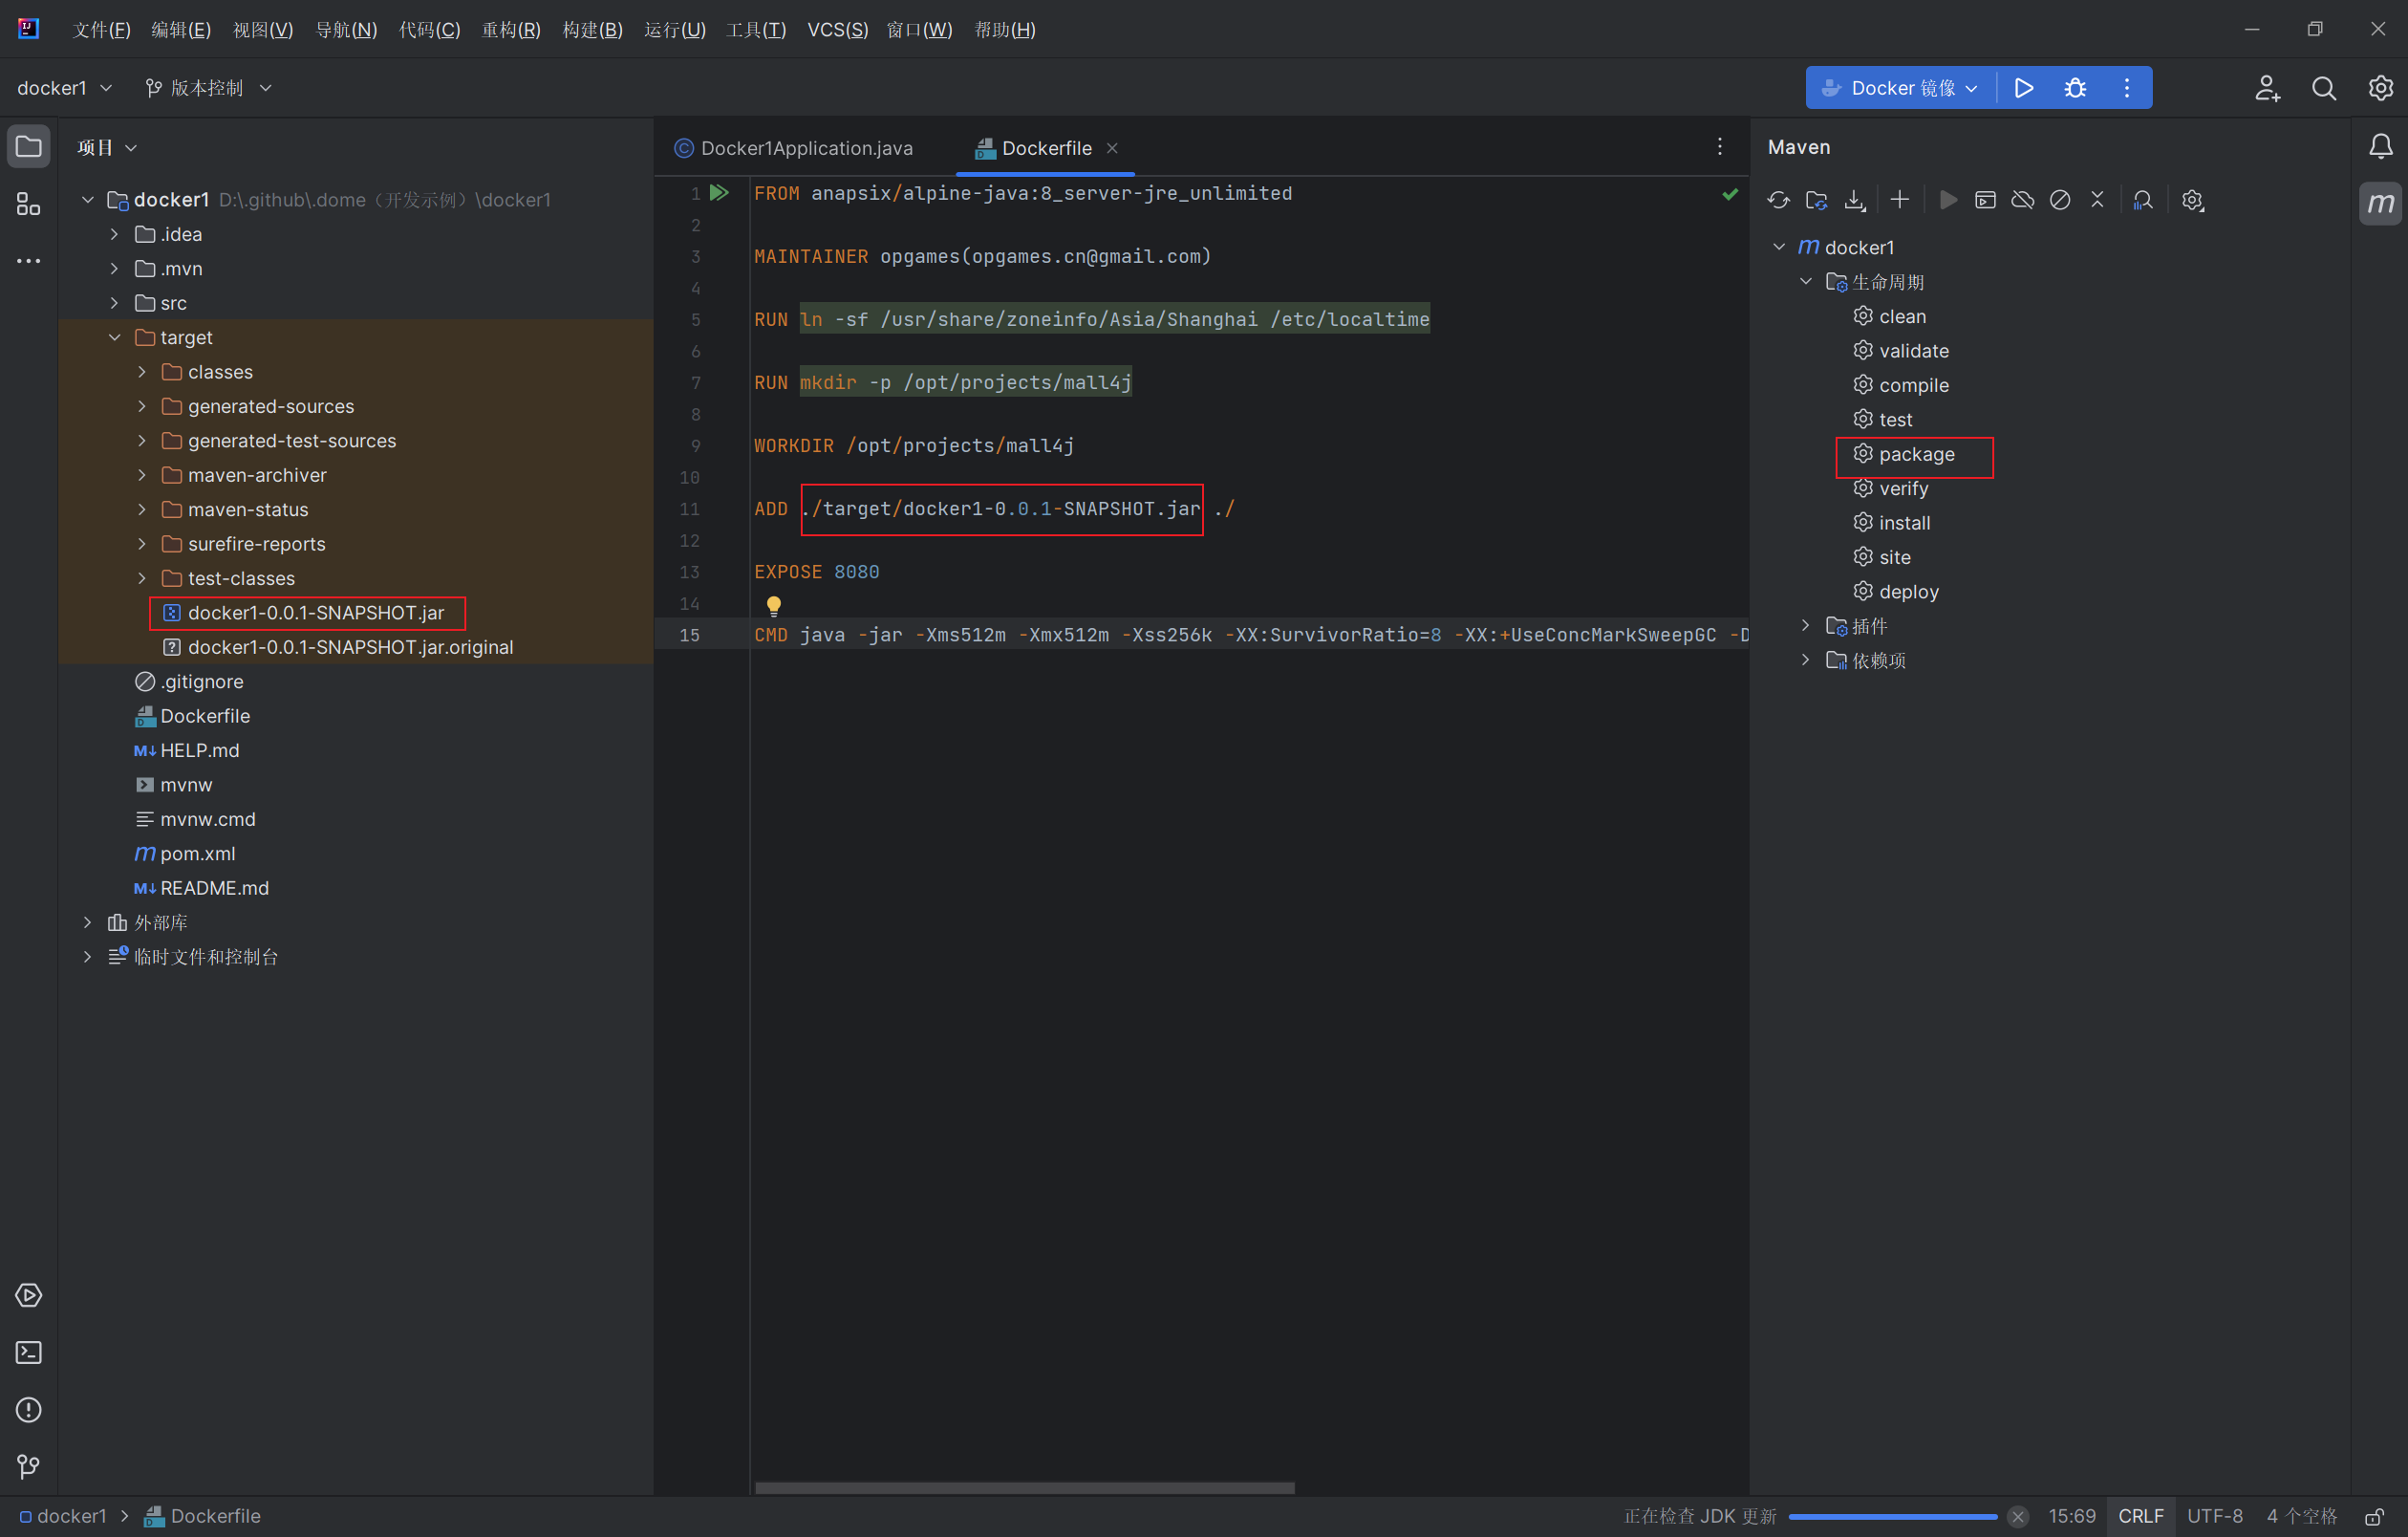 文件(F) 编辑(E) 视图(V) 导航(N) 代码(C) 重构(R) 构建(B) 运行(U) 工具(T) VCS(S) 窗口(W) 帮助(H)
docker1 版本控制 Docker 镜像
项目
docker1 D:\.github\.dome（开发示例）\docker1
.idea
.mvn
src
target
classes
generated-sources
generated-test-sources
maven-archiver
maven-status
surefire-reports
test-classes
docker1-0.0.1-SNAPSHOT.jar
docker1-0.0.1-SNAPSHOT.jar.original
.gitignore
Dockerfile
HELP.md
mvnw
mvnw.cmd
pom.xml
README.md
外部库
临时文件和控制台
Docker1Application.java Dockerfile
1 FROM anapsix/alpine-java:8_server-jre_unlimited
2
3 MAINTAINER opgames(opgames.cn@gmail.com)
4
5 RUN ln -sf /usr/share/zoneinfo/Asia/Shanghai /etc/localtime
6
7 RUN mkdir -p /opt/projects/mall4j
8
9 WORKDIR /opt/projects/mall4j
10
11 ADD ./target/docker1-0.0.1-SNAPSHOT.jar ./
12
13 EXPOSE 8080
14
15 CMD java -jar -Xms512m -Xmx512m -Xss256k -XX:SurvivorRatio=8 -XX:+UseConcMarkSweepGC -D
Maven
docker1
生命周期
clean
validate
compile
test
package
verify
install
site
deploy
插件
依赖项
docker1 Dockerfile 正在检查 JDK 更新 15:69 CRLF UTF-8 4 个空格